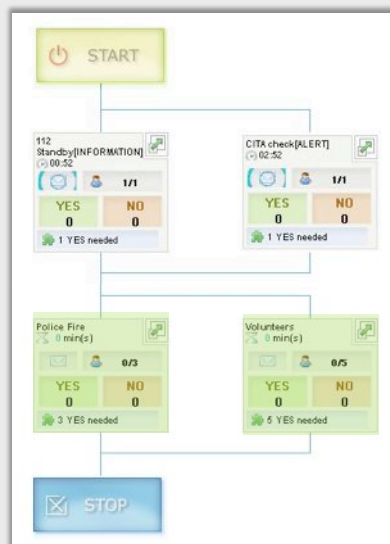 START
112
Standby[INFORMATION]
00:52
1/1
YES NO
0 0
1 YES needed
CITA check[ALERT]
02:52
1/1
YES NO
0 0
1 YES needed
Police Fire
0 min(s)
0/3
YES NO
0 0
3 YES needed
Volunteers
0 min(s)
0/5
YES NO
0 0
5 YES needed
STOP